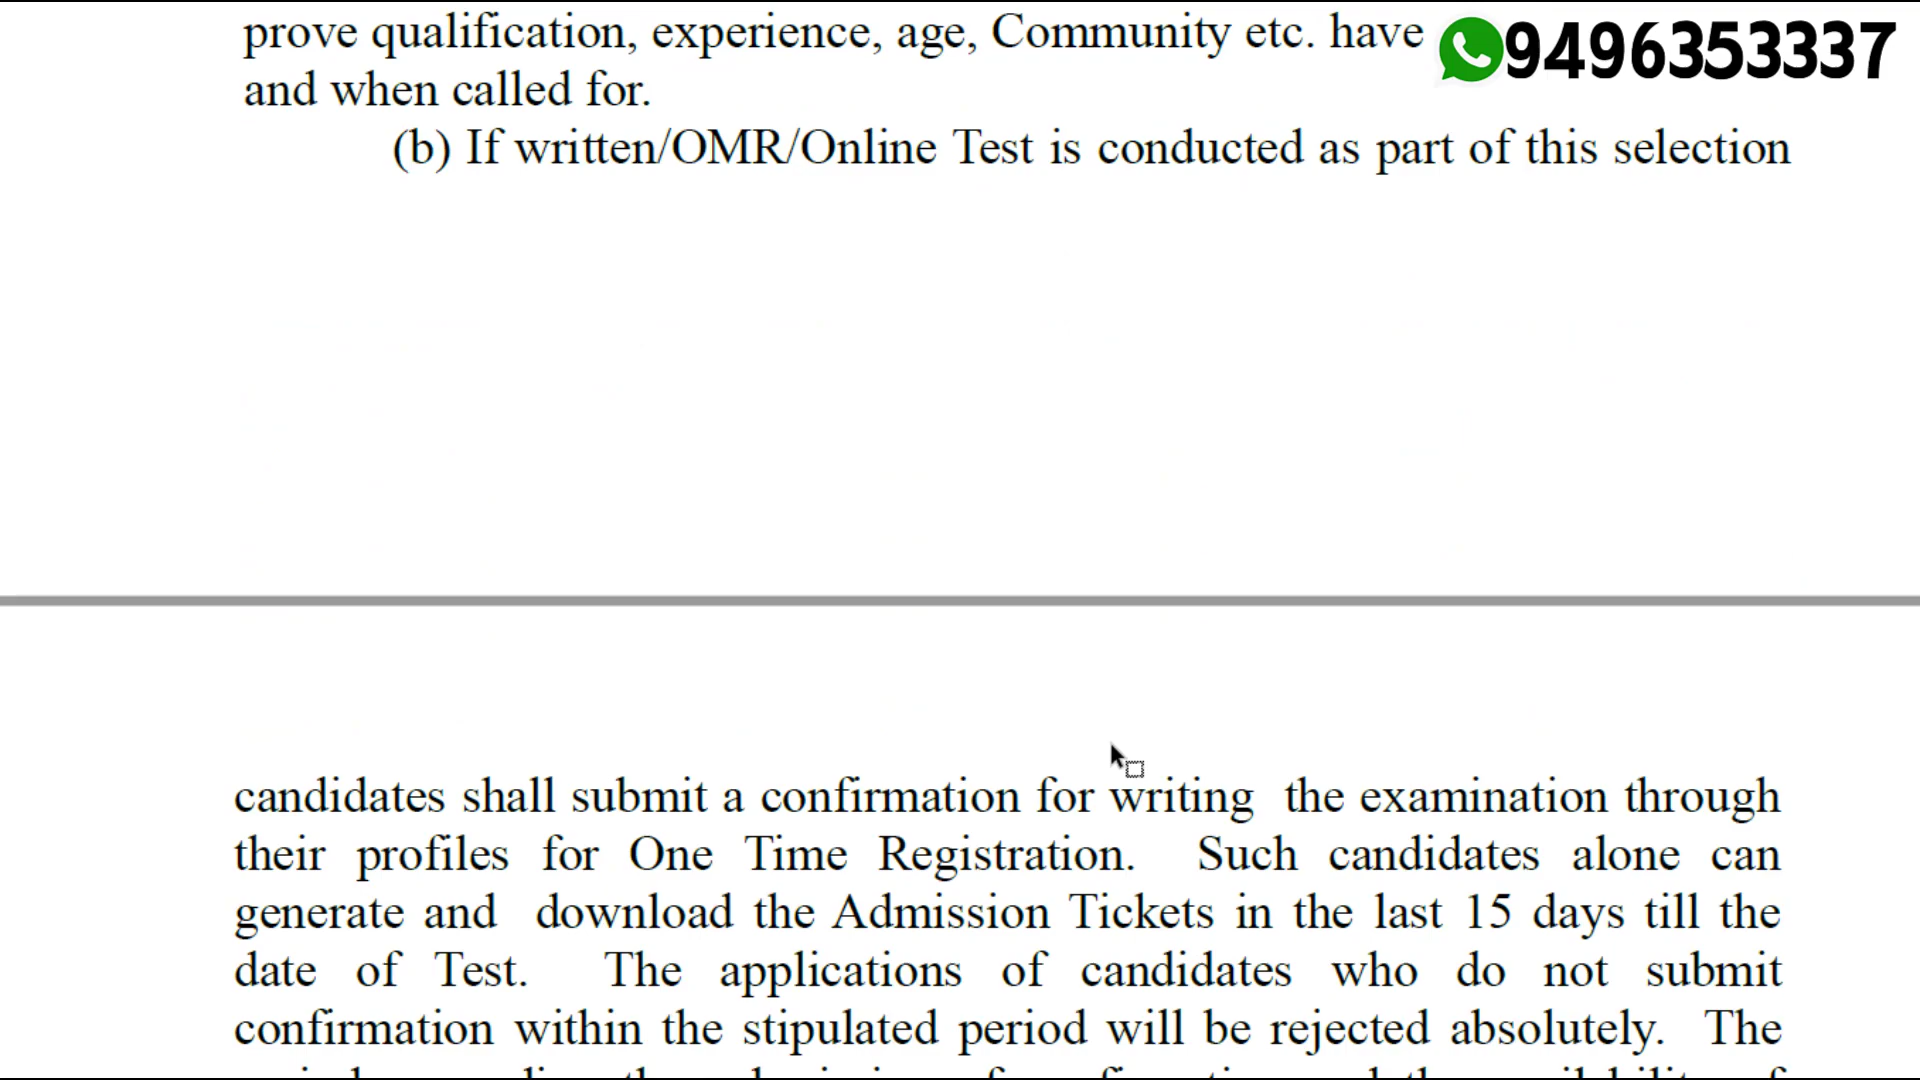 prove qualification, experience, age, Community etc. have
9496353337
and when called for.
(b) If written/OMR/Online Test is conducted as part of this selection
candidates shall submit a confirmation for writing the examination through
their profiles for One Time Registration. Such candidates alone can
generate and download the Admission Tickets in the last 15 days till the
date of Test. The applications of candidates who do not submit
confirmation within the stipulated period will be rejected absolutely. The